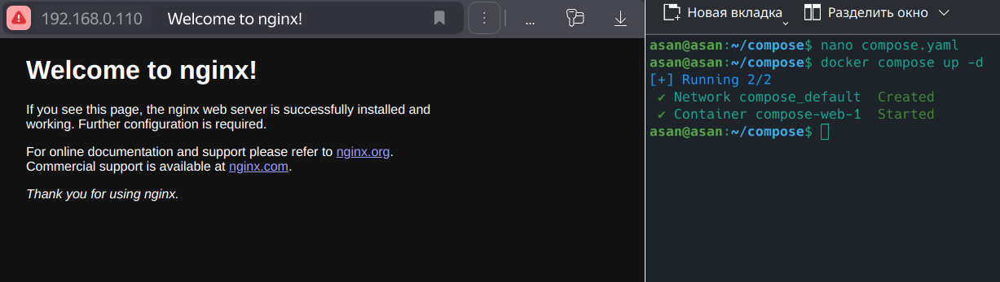 192.168.0.110 Welcome to nginx!
Welcome to nginx!
If you see this page, the nginx web server is successfully installed and
working. Further configuration is required.
For online documentation and support please refer to nginx.org.
Commercial support is available at nginx.com.
Thank you for using nginx.
Новая вкладка Разделить окно
asan@asan:~/compose$ nano compose.yaml
asan@asan:~/compose$ docker compose up -d
[+] Running 2/2
✔ Network compose_default Created
✔ Container compose-web-1 Started
asan@asan:~/compose$